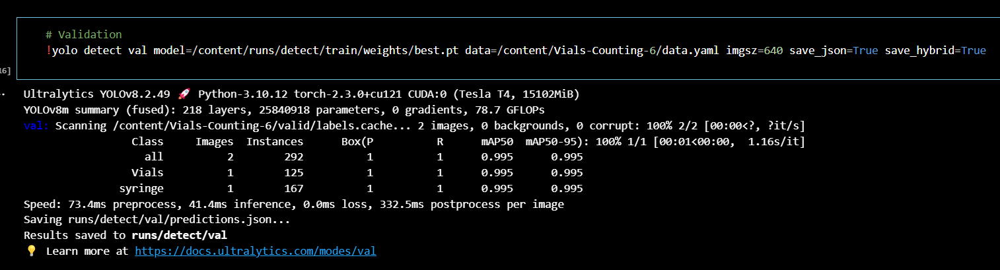 # Validation
!yolo detect val model=/content/runs/detect/train/weights/best.pt data=/content/Vials-Counting-6/data.yaml imgsz=640 save_json=True save_hybrid=True
16]
Ultralytics YOLOv8.2.49 🚀 Python-3.10.12 torch-2.3.0+cu121 CUDA:0 (Tesla T4, 15102MiB)
YOLOv8m summary (fused): 218 layers, 25840918 parameters, 0 gradients, 78.7 GFLOPs
val: Scanning /content/Vials-Counting-6/valid/labels.cache... 2 images, 0 backgrounds, 0 corrupt: 100% 2/2 [00:00<?, ?it/s]
Class Images Instances Box(P R mAP50 mAP50-95): 100% 1/1 [00:01<00:00, 1.16s/it]
all 2 292 1 1 0.995 0.995
Vials 1 125 1 1 0.995 0.995
syringe 1 167 1 1 0.995 0.995
Speed: 73.4ms preprocess, 41.4ms inference, 0.0ms loss, 332.5ms postprocess per image
Saving runs/detect/val/predictions.json...
Results saved to runs/detect/val
💡 Learn more at https://docs.ultralytics.com/modes/val